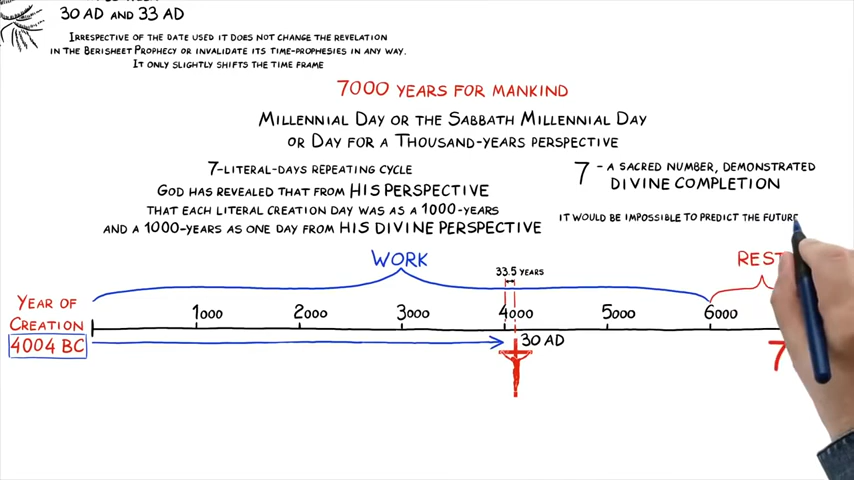 30 AD AND 33 AD
IRRESPECTIVE OF THE DATE USED IT DOES NOT CHANGE THE REVELATION
IN THE BERISHEET PROPHECY OR INVALIDATE ITS TIME-PROPHESIES IN ANY WAY.
IT ONLY SLIGHTLY SHIFTS THE TIME FRAME
7000 YEARS FOR MANKIND
MILLENNIAL DAY OR THE SABBATH MILLENNIAL DAY
OR DAY FOR A THOUSAND-YEARS PERSPECTIVE
7-LITERAL-DAYS REPEATING CYCLE
GOD HAS REVEALED THAT FROM HIS PERSPECTIVE
THAT EACH LITERAL CREATION DAY WAS AS A 1000-YEARS
AND A 1000-YEARS AS ONE DAY FROM HIS DIVINE PERSPECTIVE
7 - A SACRED NUMBER, DEMONSTRATED
DIVINE COMPLETION
IT WOULD BE IMPOSSIBLE TO PREDICT THE FUTURE
WORK
REST
33.5 YEARS
YEAR OF
CREATION
4004 BC
1000
2000
3000
4000
5000
6000
30 AD
7